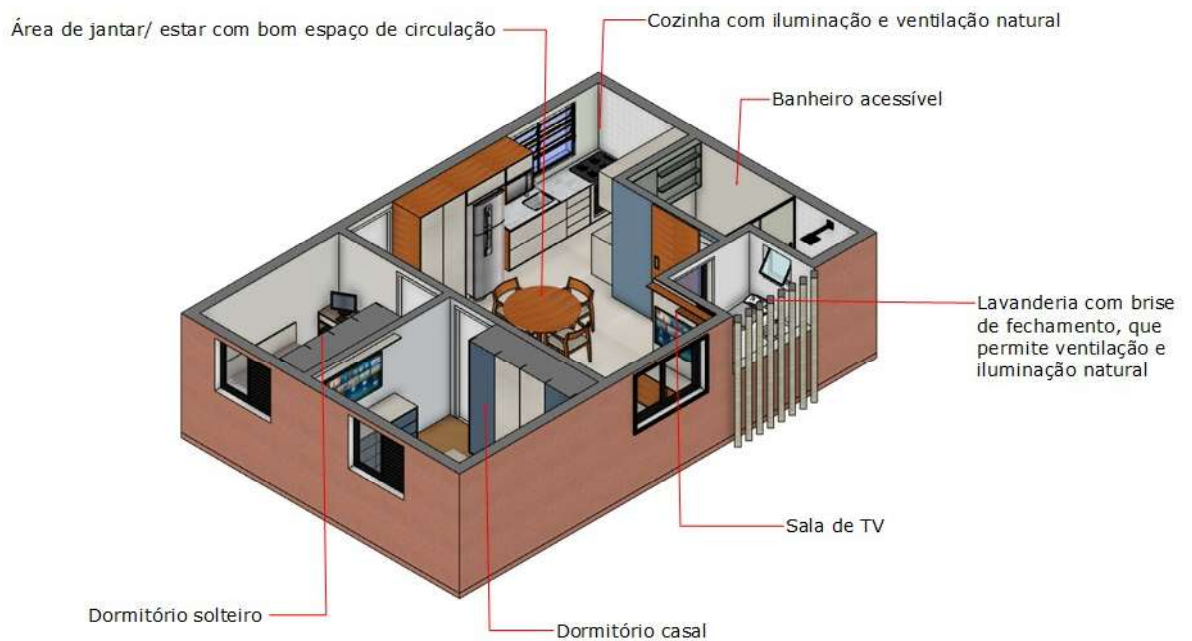 Área de jantar/ estar com bom espaço de circulação
Cozinha com iluminação e ventilação natural
Banheiro acessível
Lavanderia com brise
de fechamento, que
permite ventilação e
iluminação natural
Sala de TV
Dormitório solteiro
Dormitório casal